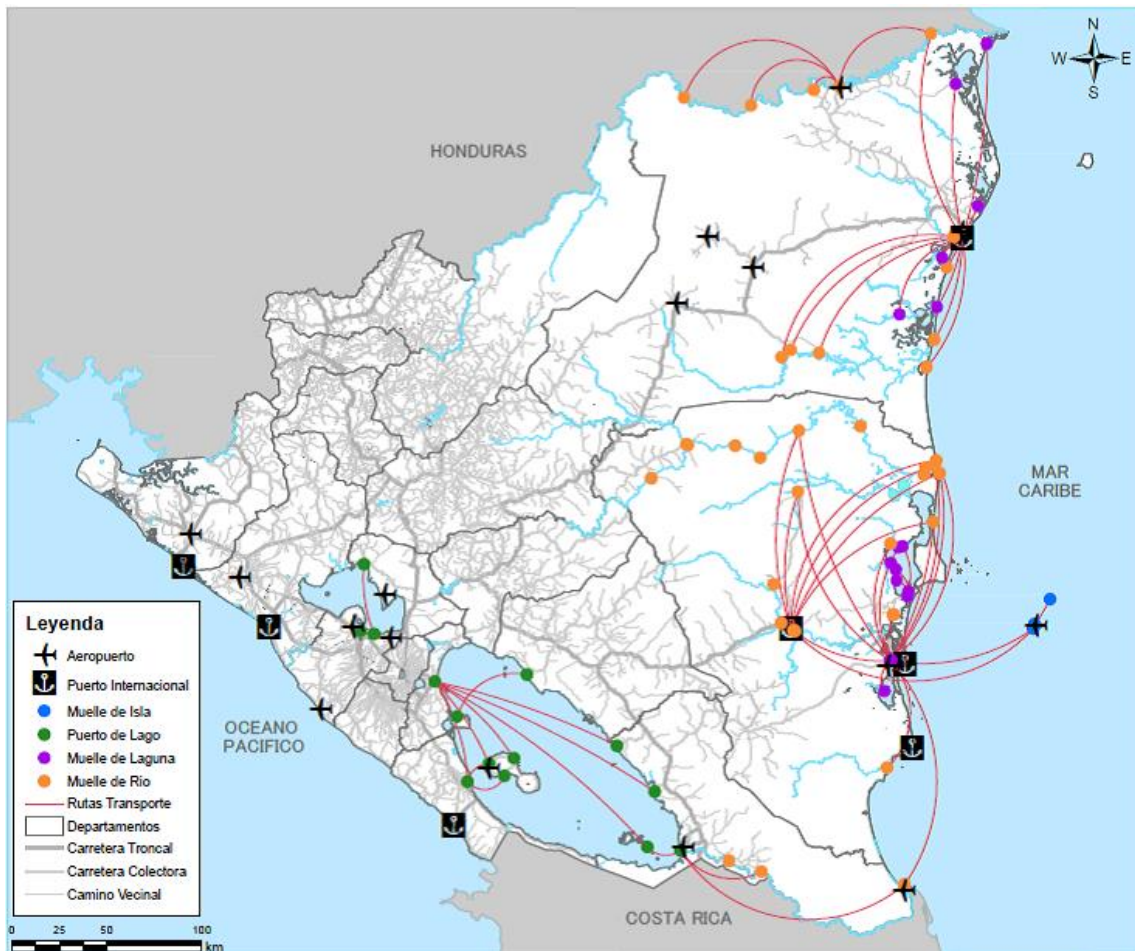 N
W E
S
HONDURAS
MAR
CARIBE
OCEANO
PACIFICO
COSTA RICA
Leyenda
Aeropuerto
Puerto Internacional
Muelle de Isla
Puerto de Lago
Muelle de Laguna
Muelle de Río
Rutas Transporte
Departamentos
Carretera Troncal
Carretera Colectora
Camino Vecinal
0 25 50 100
km